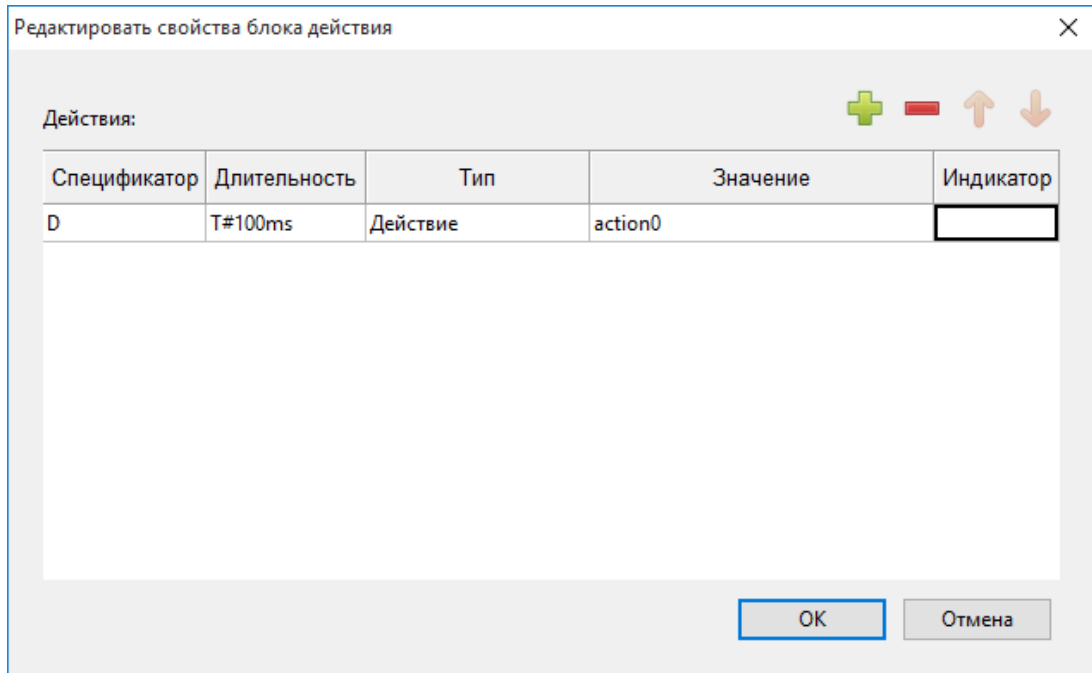 Редактировать свойства блока действия
Действия:
Спецификатор Длительность Тип Значение Индикатор
D T#100ms Действие action0
OK Отмена